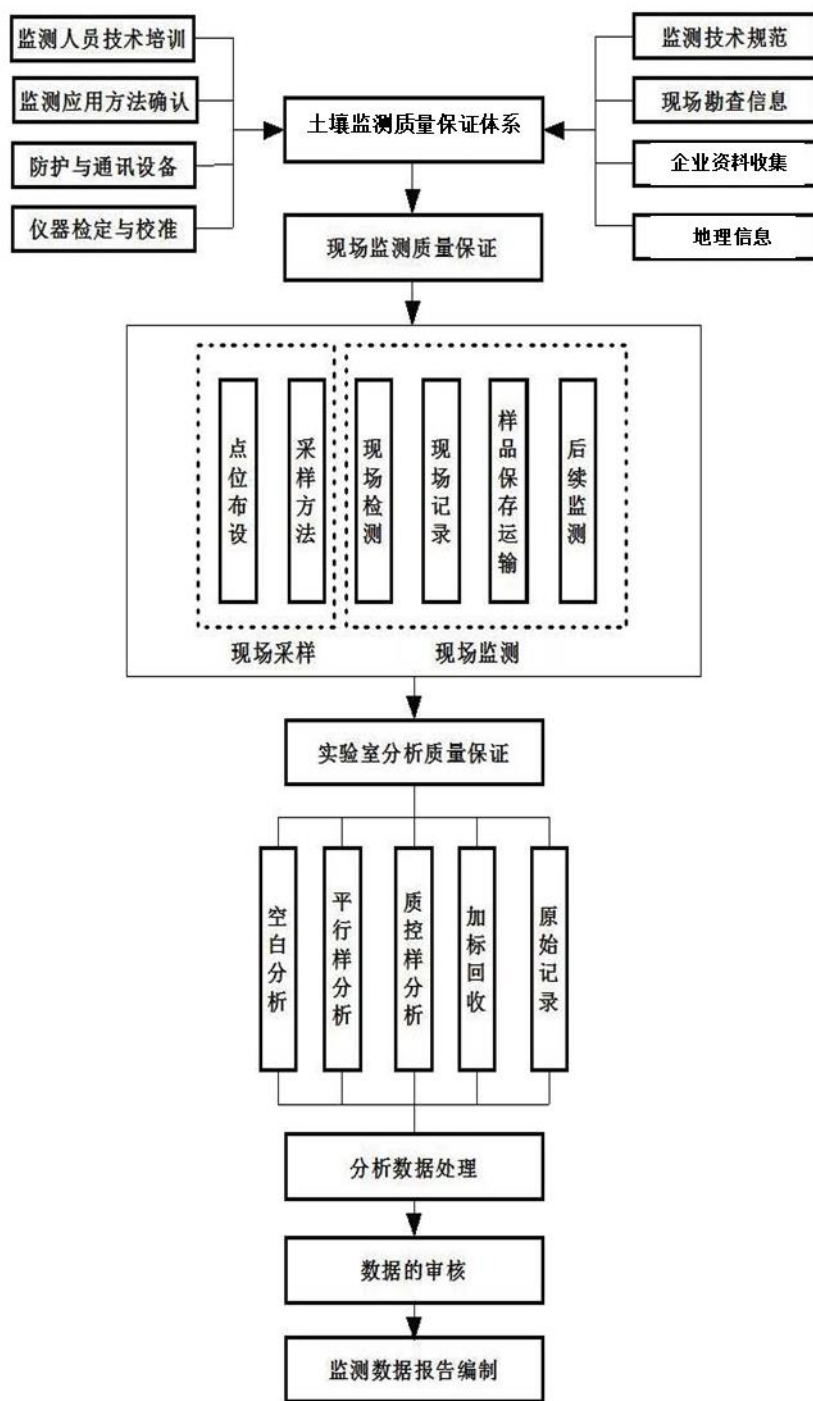 监测人员技术培训
监测应用方法确认
防护与通讯设备
仪器检定与校准
监测技术规范
现场勘查信息
企业资料收集
地理信息
土壤监测质量保证体系
现场监测质量保证
点位布设
采样方法
现场检测
现场记录
样品保存运输
后续监测
现场采样
现场监测
实验室分析质量保证
空白分析
平行样分析
质控样分析
加标回收
原始记录
分析数据处理
数据的审核
监测数据报告编制